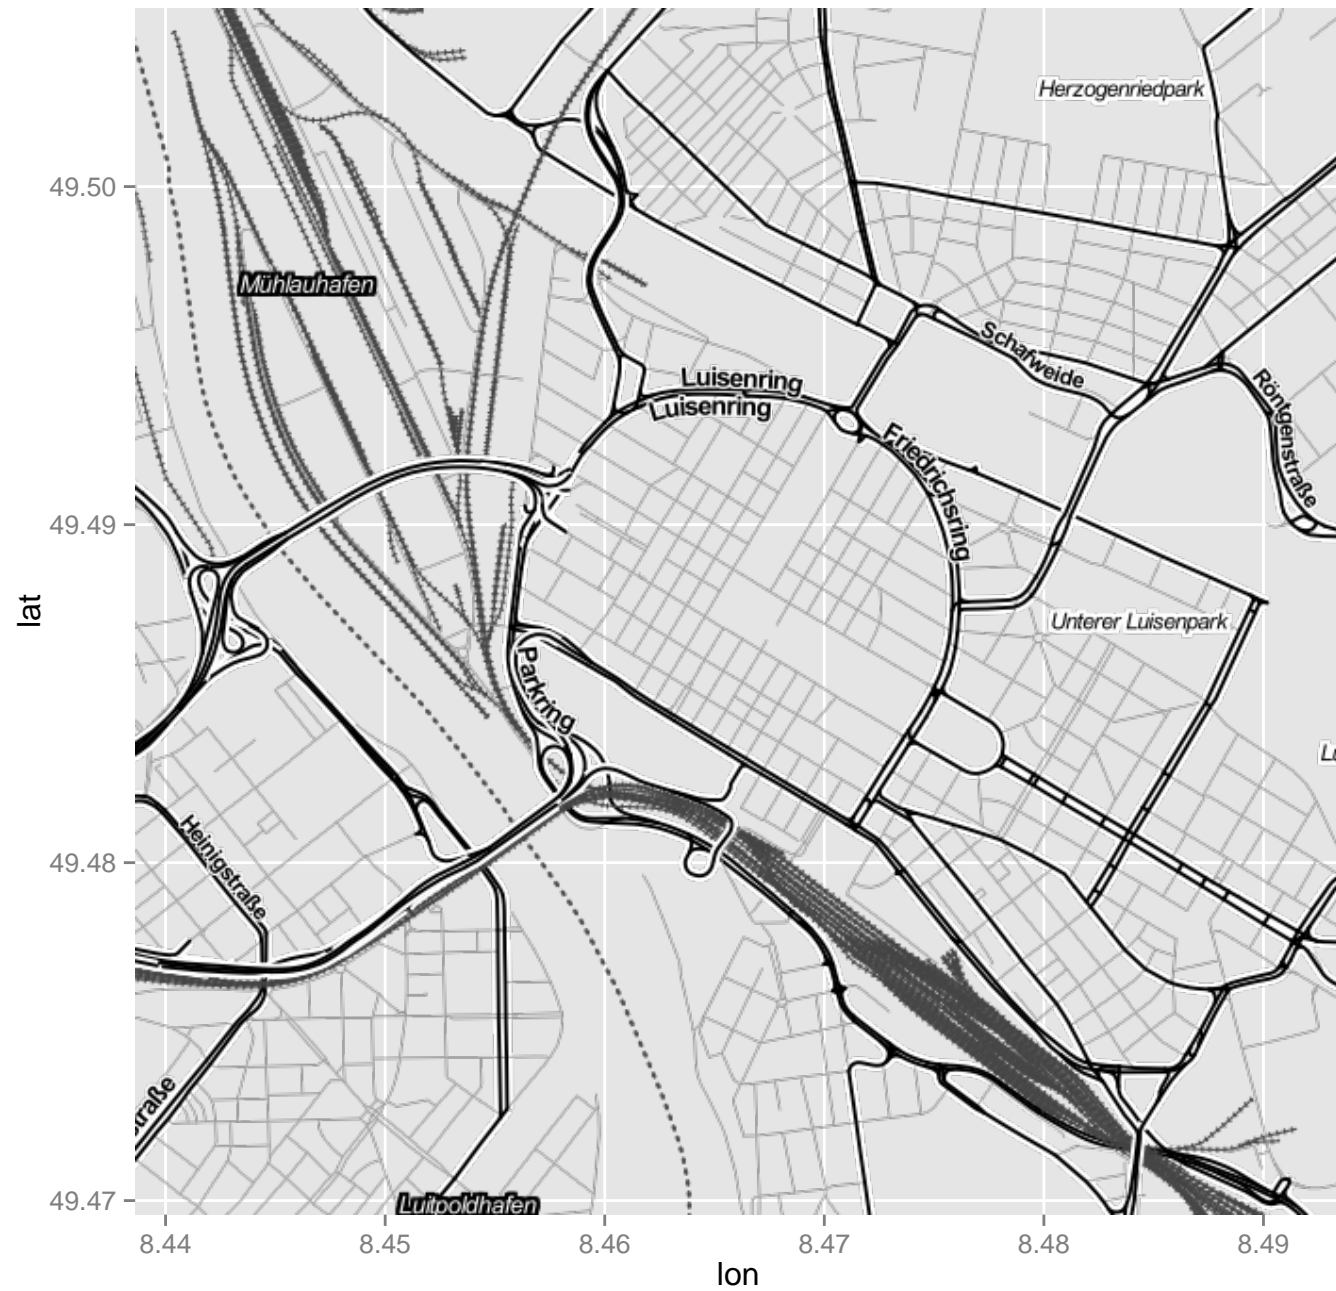 Herzogenriedpark
49.50
Mühlauhafen
Schafweide
Luisenring
Luisenring
Röntgenstraße
Friedrichsring
49.49
lat
Unterer Luisenpark
Parkring
Heinigstraße
49.48
straße
49.47
Luitpoldhafen
8.44
8.45
8.46
8.47
8.48
8.49
lon